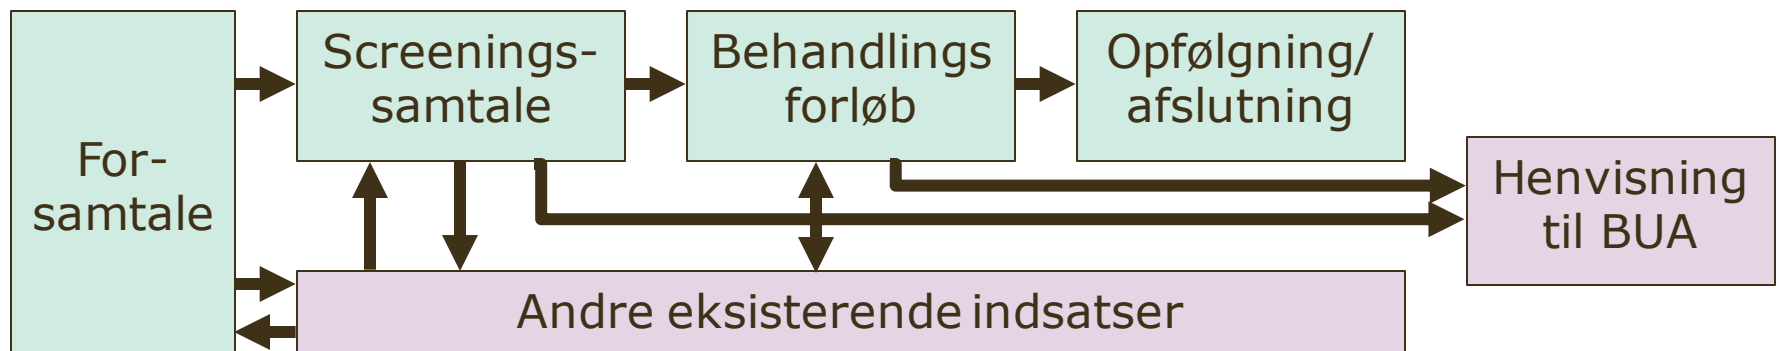 For-
samtale
Screenings-
samtale
Behandlings
forløb
Opfølgning/
afslutning
Henvisning
til BUA
Andre eksisterende indsatser